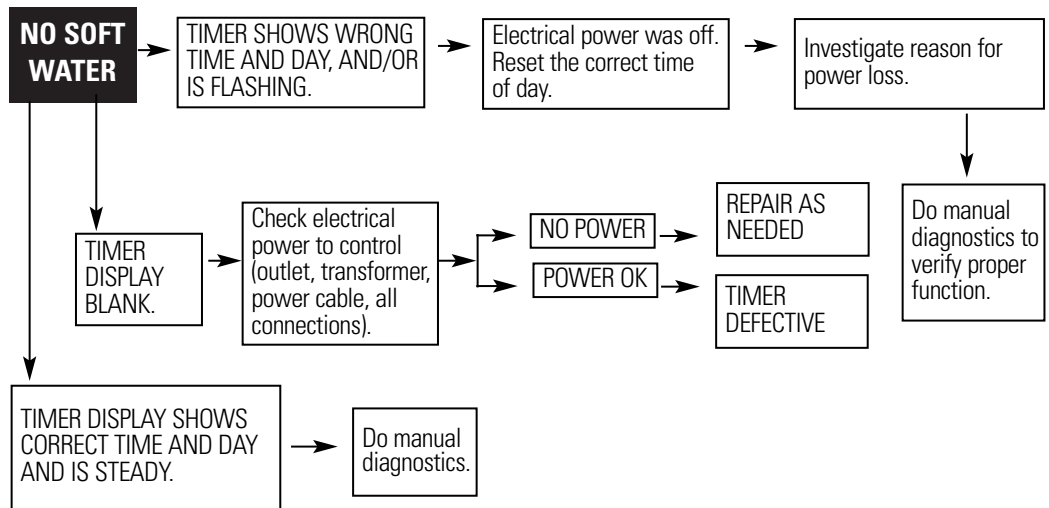 NO SOFT
WATER
TIMER SHOWS WRONG
TIME AND DAY, AND/OR
IS FLASHING.
Electrical power was off.
Reset the correct time
of day.
Investigate reason for
power loss.
Do manual
diagnostics to
verify proper
function.
TIMER
DISPLAY
BLANK.
Check electrical
power to control
(outlet, transformer,
power cable, all
connections).
NO POWER
REPAIR AS
NEEDED
POWER OK
TIMER
DEFECTIVE
TIMER DISPLAY SHOWS
CORRECT TIME AND DAY
AND IS STEADY.
Do manual
diagnostics.